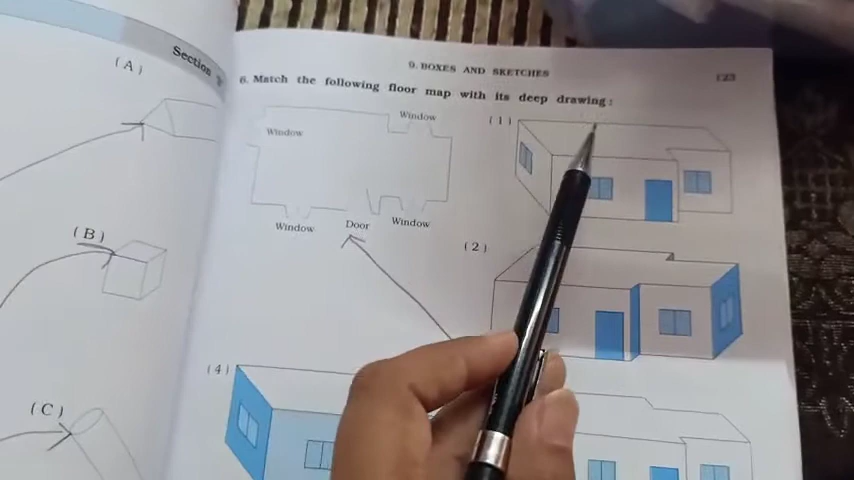 Section
(A)
(B)
(C)
9. BOXES AND SKETCHES
123
6. Match the following floor map with its deep drawing :
Window
Window
Window
Door
Window
(1)
(2)
(4)